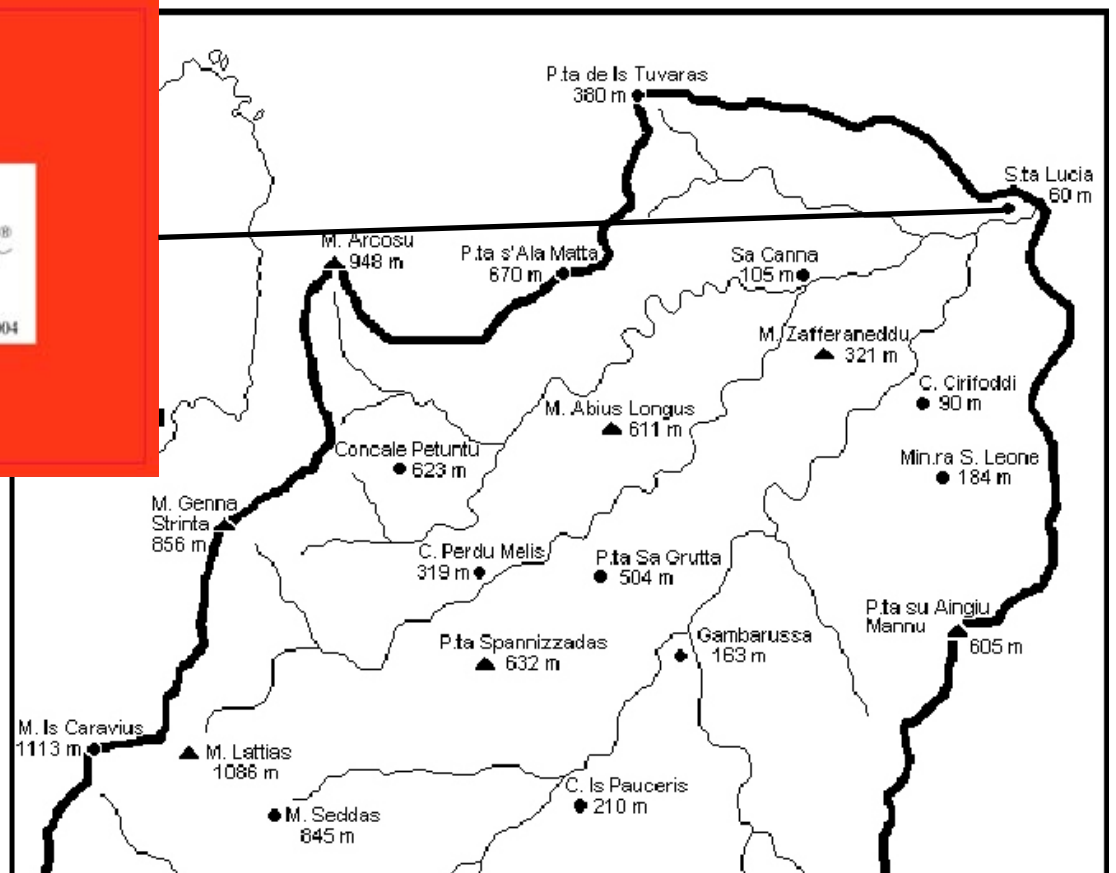 P.ta de Is Tuvaras
380 m
S.ta Lucia
60 m
®
M. Arcosu
948 m
P.ta s'Ala Matta
670 m
Sa Canna
105 m
004
M. Zafferaneddu
321 m
C. Cirifoddi
90 m
M. Abius Longus
611 m
Concale Petuntu
623 m
Min.ra S. Leone
184 m
M. Genna
Strinta
856 m
C. Perdu Melis
319 m
P.ta Sa Grutta
504 m
P.ta su Aingiu
Mannu
605 m
P.ta Spannizzadas
632 m
Gambarussa
163 m
M. Is Caravius
1113 m
M. Lattias
1086 m
C. Is Pauceris
210 m
M. Seddas
845 m